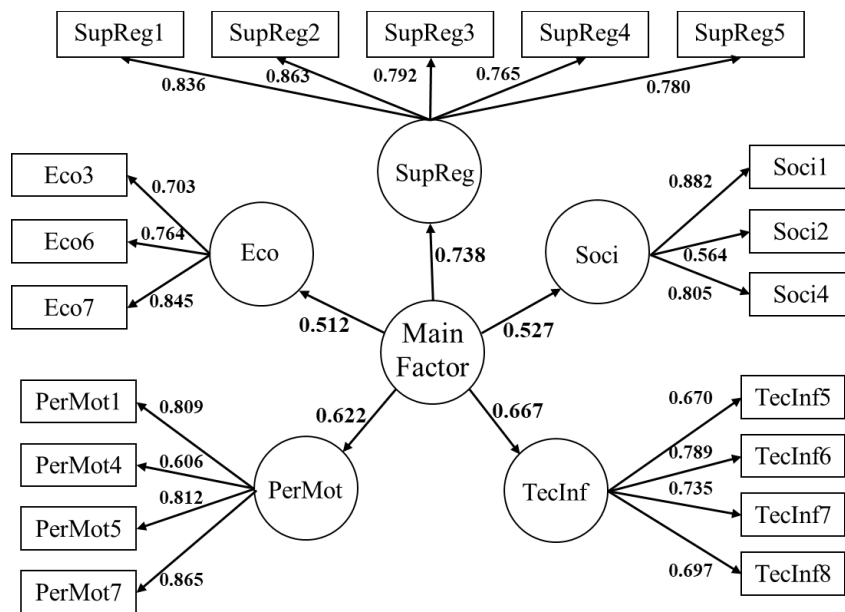 SupReg1
SupReg2
SupReg3
SupReg4
SupReg5
0.836
0.863
0.792
0.765
0.780
SupReg
Eco3
Eco6
Eco7
0.703
0.764
0.845
Eco
0.738
Soci
0.882
0.564
0.805
Soci1
Soci2
Soci4
0.512
Main
Factor
0.527
0.622
0.667
PerMot1
PerMot4
PerMot5
PerMot7
0.809
0.606
0.812
0.865
PerMot
TecInf
0.670
0.789
0.735
0.697
TecInf5
TecInf6
TecInf7
TecInf8